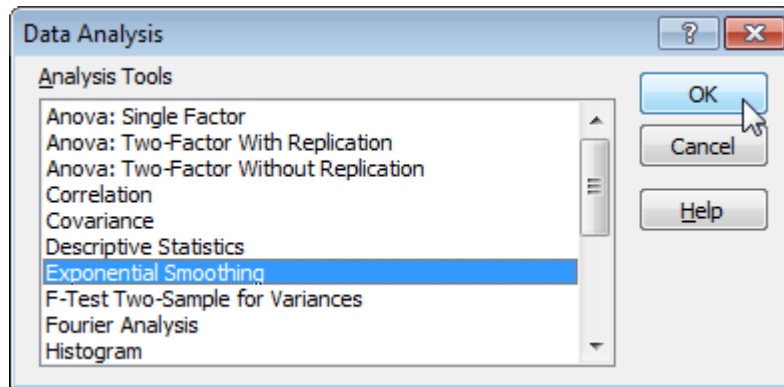 Data Analysis
Analysis Tools
Anova: Single Factor
Anova: Two-Factor With Replication
Anova: Two-Factor Without Replication
Correlation
Covariance
Descriptive Statistics
Exponential Smoothing
F-Test Two-Sample for Variances
Fourier Analysis
Histogram
OK
Cancel
Help